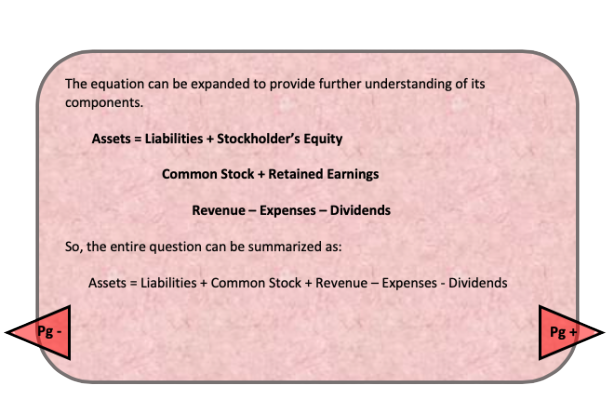 The equation can be expanded to provide further understanding of its
components.
Assets = Liabilities + Stockholder’s Equity
Common Stock + Retained Earnings
Revenue – Expenses – Dividends
So, the entire question can be summarized as:
Assets = Liabilities + Common Stock + Revenue – Expenses - Dividends
Pg -
Pg +